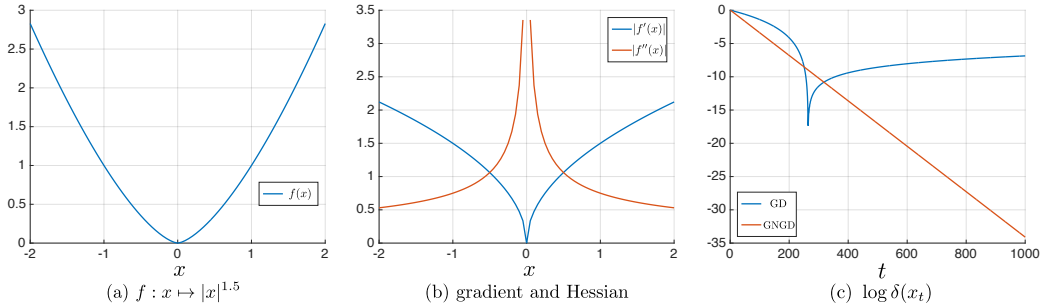 3
2.5
2
1.5
1
0.5
0
-2 -1 0 1 2
x
f(x)
(a) f : x ↦ |x|^{1.5}
3.5
3
2.5
2
1.5
1
0.5
0
-2 -1 0 1 2
x
|f′(x)|
|f″(x)|
(b) gradient and Hessian
0
-5
-10
-15
-20
-25
-30
-35
0 200 400 600 800 1000
t
GD
GNGD
(c) log δ(x_t)